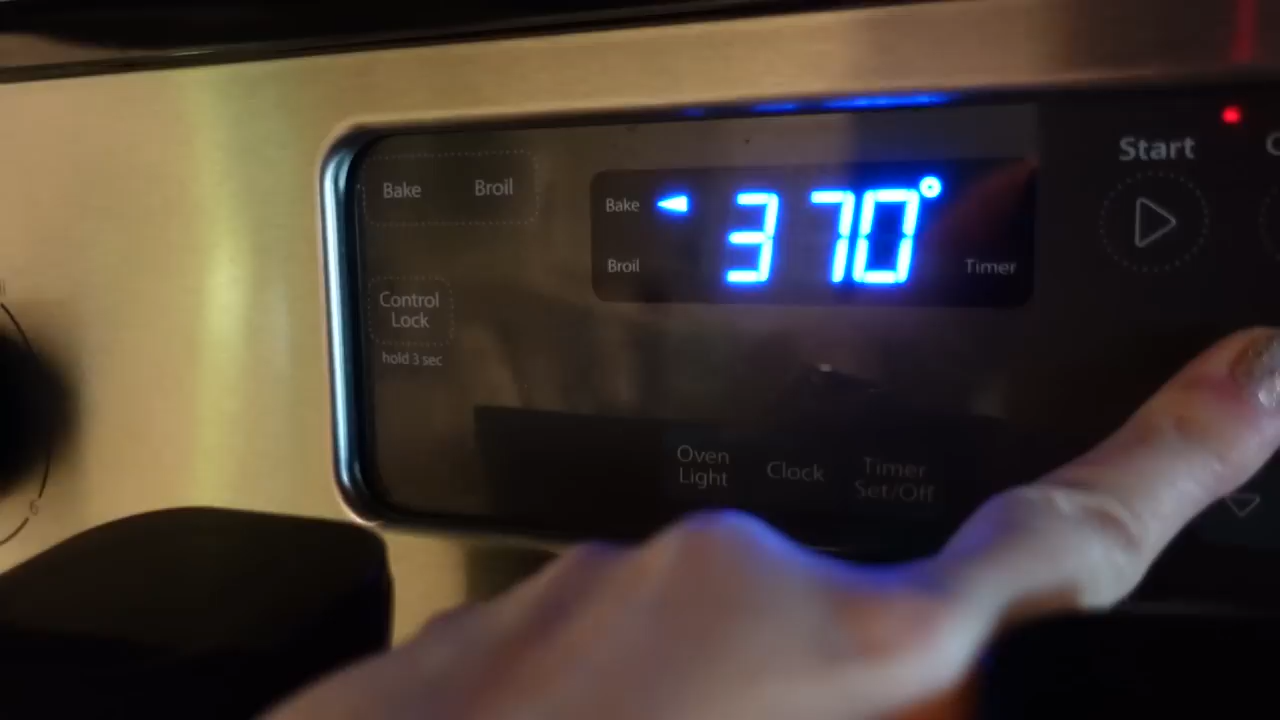 Bake Broil
Bake 370°
Broil Timer
Start
Control
Lock
hold 3 sec
Oven
Light
Clock
Timer
Set/Off